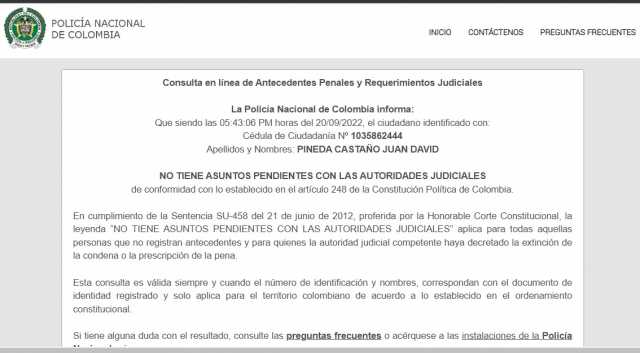 POLICÍA NACIONAL
DE COLOMBIA
INICIO CONTÁCTENOS PREGUNTAS FRECUENTES
Consulta en línea de Antecedentes Penales y Requerimientos Judiciales
La Policía Nacional de Colombia informa:
Que siendo las 05:43:06 PM horas del 20/09/2022, el ciudadano identificado con:
Cédula de Ciudadanía Nº 1035862444
Apellidos y Nombres: PINEDA CASTAÑO JUAN DAVID
NO TIENE ASUNTOS PENDIENTES CON LAS AUTORIDADES JUDICIALES
de conformidad con lo establecido en el artículo 248 de la Constitución Política de Colombia.
En cumplimiento de la Sentencia SU-458 del 21 de junio de 2012, proferida por la Honorable Corte Constitucional, la
leyenda "NO TIENE ASUNTOS PENDIENTES CON LAS AUTORIDADES JUDICIALES" aplica para todas aquellas
personas que no registran antecedentes y para quienes la autoridad judicial competente haya decretado la extinción de
la condena o la prescripción de la pena.
Esta consulta es válida siempre y cuando el número de identificación y nombres, correspondan con el documento de
identidad registrado y solo aplica para el territorio colombiano de acuerdo a lo establecido en el ordenamiento
constitucional.
Si tiene alguna duda con el resultado, consulte las preguntas frecuentes o acérquese a las instalaciones de la Policía